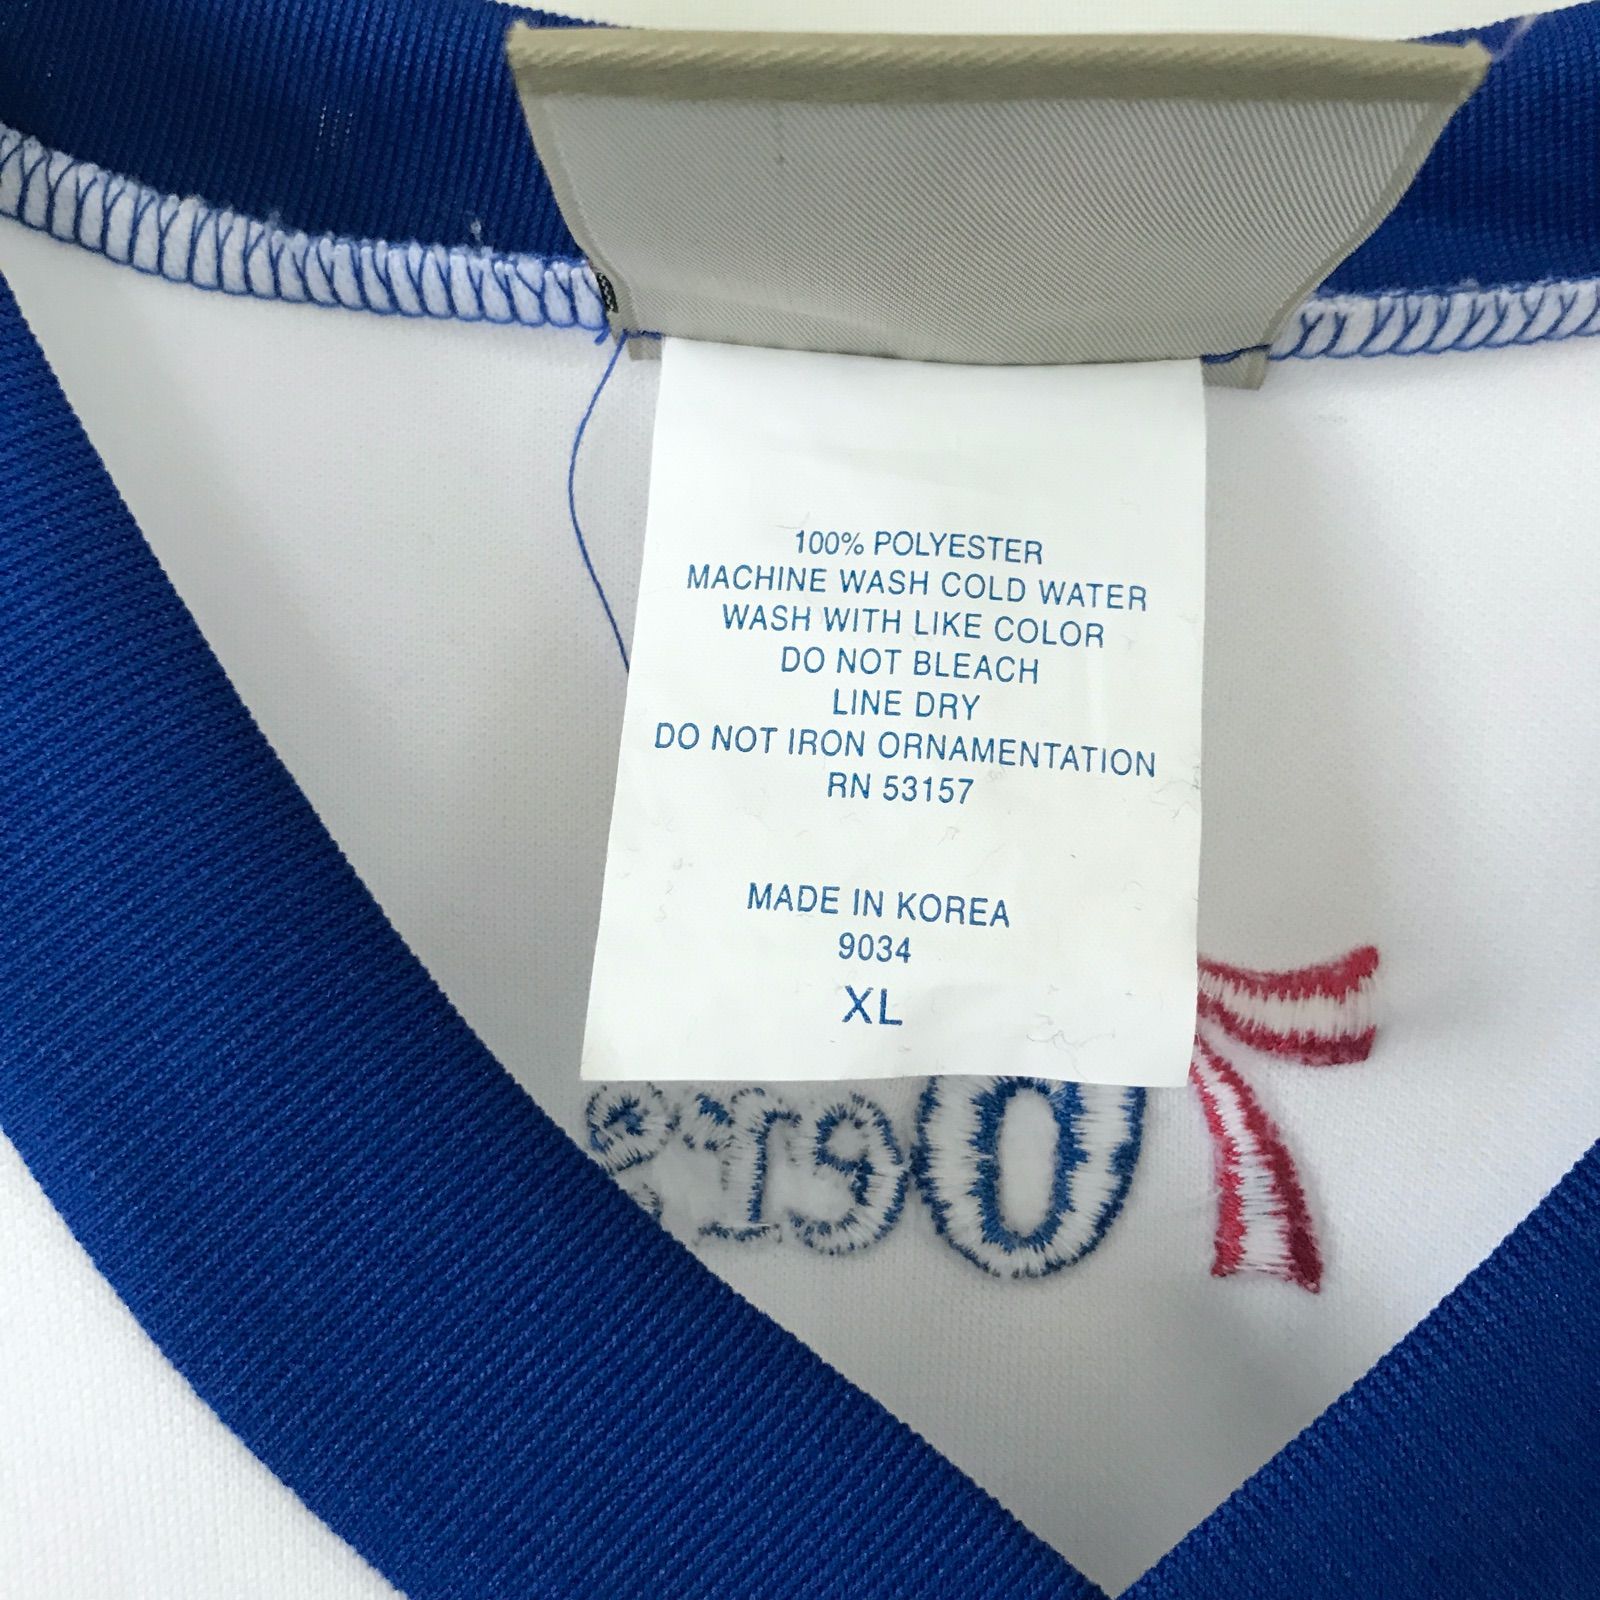 100% POLYESTER
MACHINE WASH COLD WATER
WASH WITH LIKE COLOR
DO NOT BLEACH
LINE DRY
DO NOT IRON ORNAMENTATION
RN 53157
MADE IN KOREA
9034
XL